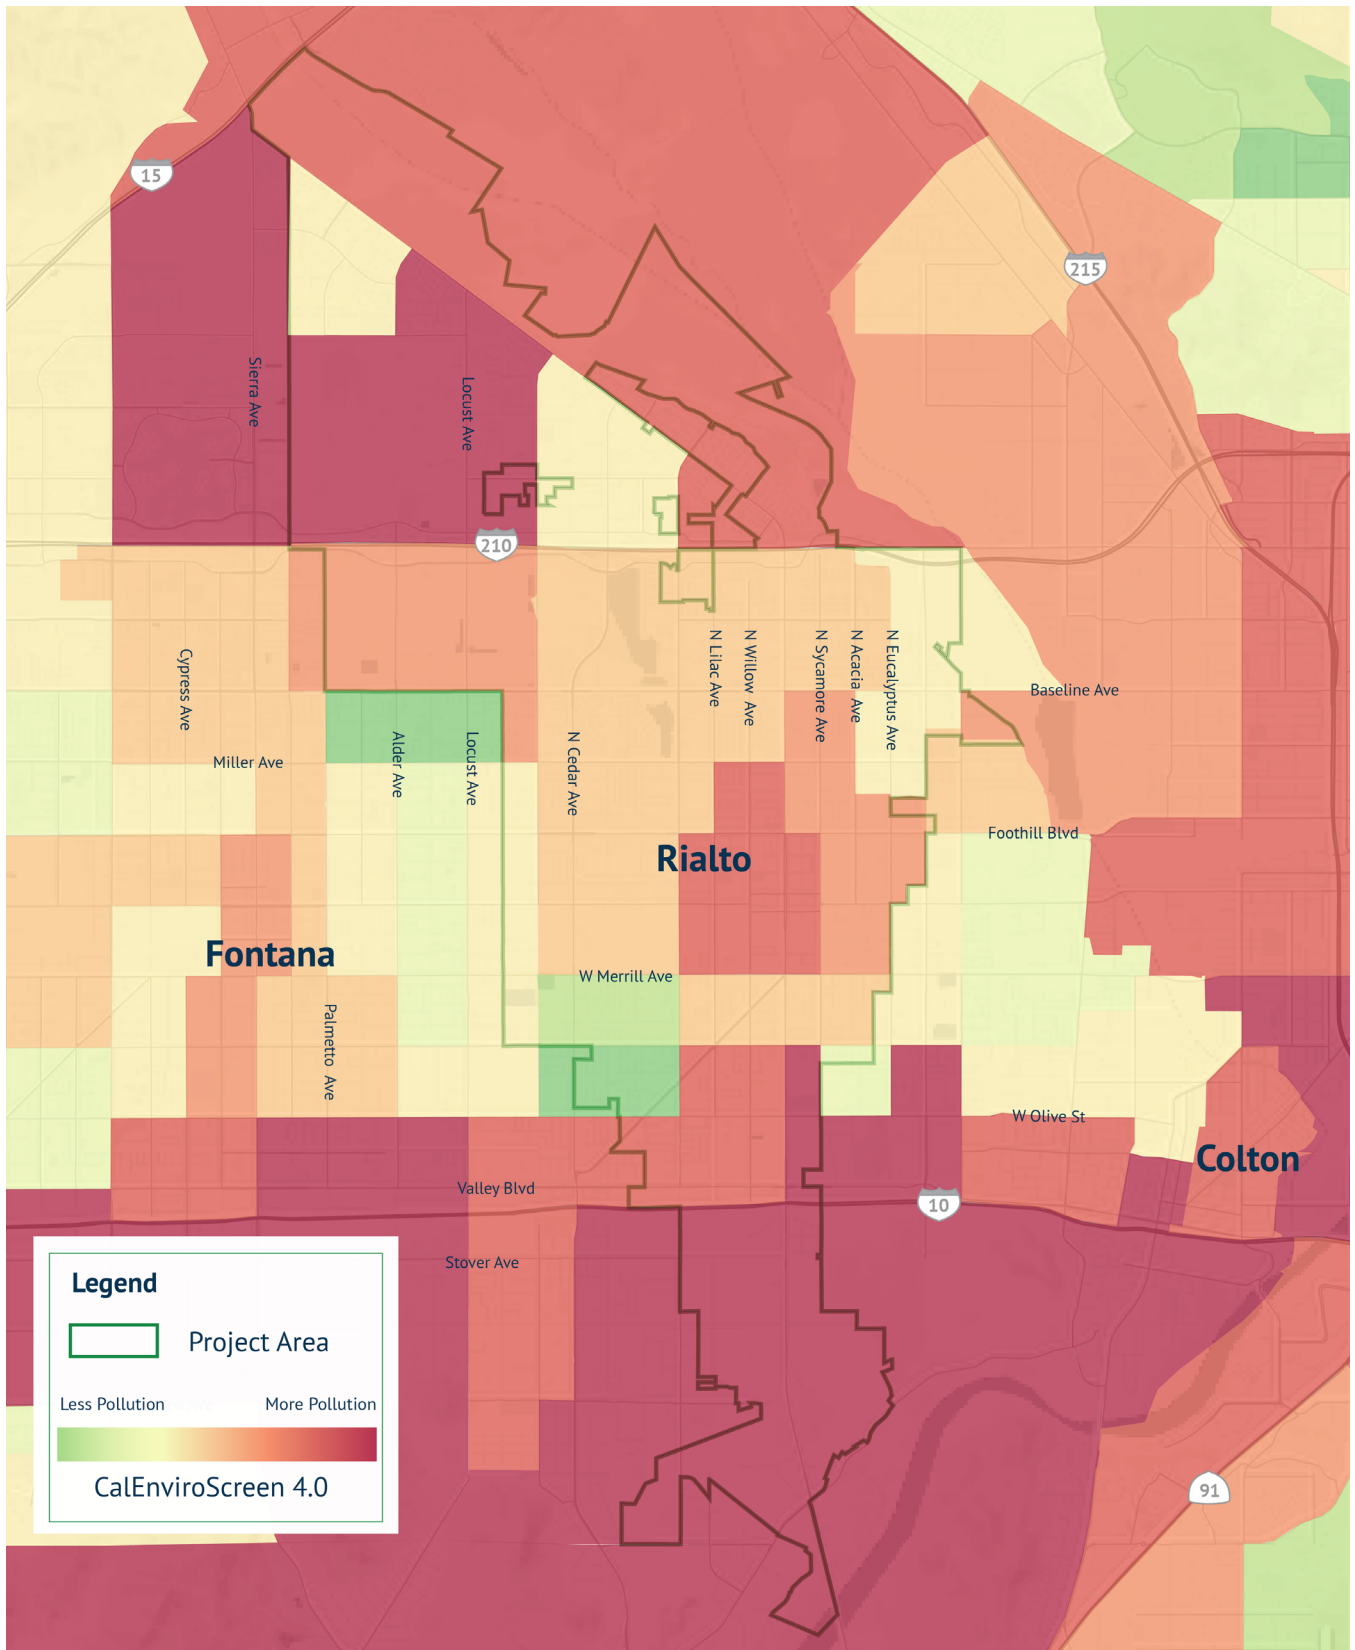 15
215
Sierra Ave
Locust Ave
210
Cypress Ave
N Lilac Ave
N Willow Ave
N Sycamore Ave
N Acacia Ave
N Eucalyptus Ave
Baseline Ave
Miller Ave
Alder Ave
Locust Ave
N Cedar Ave
Foothill Blvd
Rialto
Fontana
W Merrill Ave
Palmetto Ave
W Olive St
Colton
Valley Blvd
10
Stover Ave
Legend
Project Area
Less Pollution More Pollution
CalEnviroScreen 4.0
91